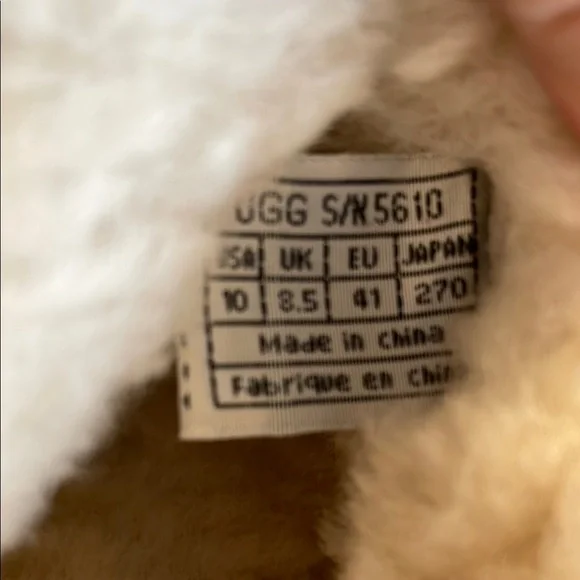 UGG S/N 5610
USA UK EU JAPAN
10 8.5 41 270
Made in China
Fabrique en Chin